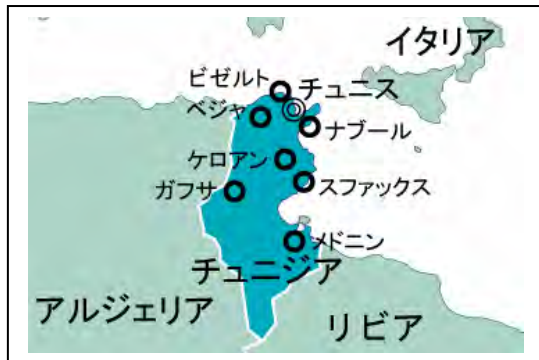 イタリア
ビゼルト
チュニス
ベジャ
ナブール
ケロアン
ガフサ
スファックス
メドニン
チュニジア
アルジェリア
リビア